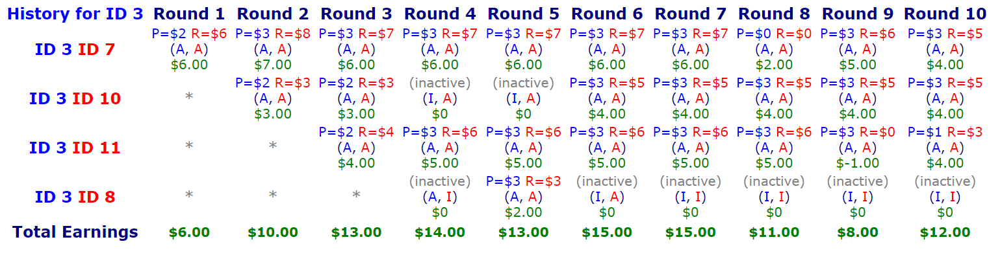 History for ID 3 Round 1 Round 2 Round 3 Round 4 Round 5 Round 6 Round 7 Round 8 Round 9 Round 10
P=$2 R=$6 P=$3 R=$8 P=$3 R=$7 P=$3 R=$7 P=$3 R=$7 P=$3 R=$7 P=$3 R=$7 P=$0 R=$0 P=$3 R=$6 P=$3 R=$5
ID 3 ID 7 (A, A) (A, A) (A, A) (A, A) (A, A) (A, A) (A, A) (A, A) (A, A) (A, A)
$6.00 $7.00 $6.00 $6.00 $6.00 $6.00 $6.00 $2.00 $5.00 $4.00
P=$2 R=$3 P=$2 R=$3 (inactive) (inactive) P=$3 R=$5 P=$3 R=$5 P=$3 R=$5 P=$3 R=$5 P=$3 R=$5
ID 3 ID 10 * (A, A) (A, A) (I, A) (I, A) (A, A) (A, A) (A, A) (A, A) (A, A)
$3.00 $3.00 $0 $0 $4.00 $4.00 $4.00 $4.00 $4.00
P=$2 R=$4 P=$3 R=$6 P=$3 R=$6 P=$3 R=$6 P=$3 R=$6 P=$3 R=$6 P=$3 R=$0 P=$1 R=$3
ID 3 ID 11 * * (A, A) (A, A) (A, A) (A, A) (A, A) (A, A) (A, A) (A, A)
$4.00 $5.00 $5.00 $5.00 $5.00 $5.00 $-1.00 $4.00
(inactive) P=$3 R=$3 (inactive) (inactive) (inactive) (inactive) (inactive)
ID 3 ID 8 * * * (A, I) (A, A) (I, A) (I, I) (I, I) (I, I) (I, I)
$0 $2.00 $0 $0 $0 $0 $0
Total Earnings $6.00 $10.00 $13.00 $14.00 $13.00 $15.00 $15.00 $11.00 $8.00 $12.00